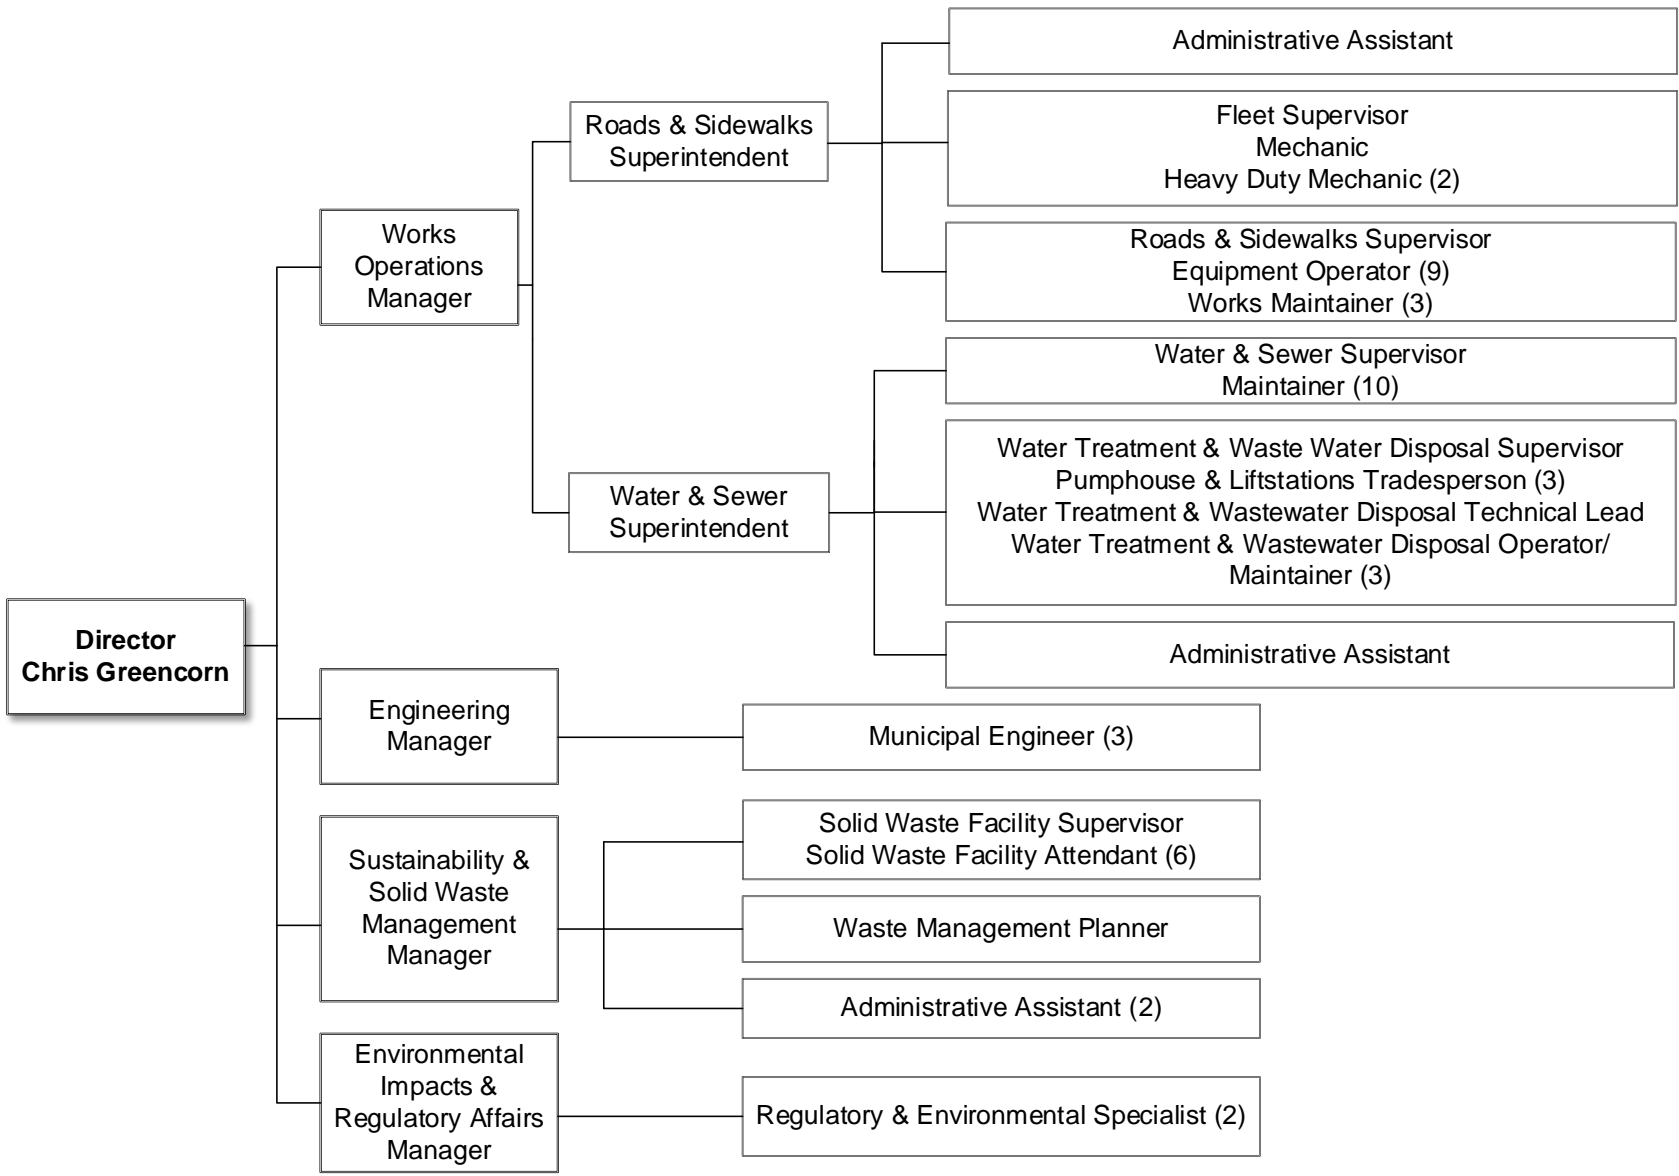 Administrative Assistant
Roads & Sidewalks
Superintendent
Fleet Supervisor
Mechanic
Heavy Duty Mechanic (2)
Works
Operations
Manager
Roads & Sidewalks Supervisor
Equipment Operator (9)
Works Maintainer (3)
Water & Sewer Supervisor
Maintainer (10)
Water & Sewer
Superintendent
Water Treatment & Waste Water Disposal Supervisor
Pumphouse & Liftstations Tradesperson (3)
Water Treatment & Wastewater Disposal Technical Lead
Water Treatment & Wastewater Disposal Operator/
Maintainer (3)
Administrative Assistant
Director
Chris Greencorn
Engineering
Manager
Municipal Engineer (3)
Sustainability &
Solid Waste
Management
Manager
Solid Waste Facility Supervisor
Solid Waste Facility Attendant (6)
Waste Management Planner
Administrative Assistant (2)
Environmental
Impacts &
Regulatory Affairs
Manager
Regulatory & Environmental Specialist (2)